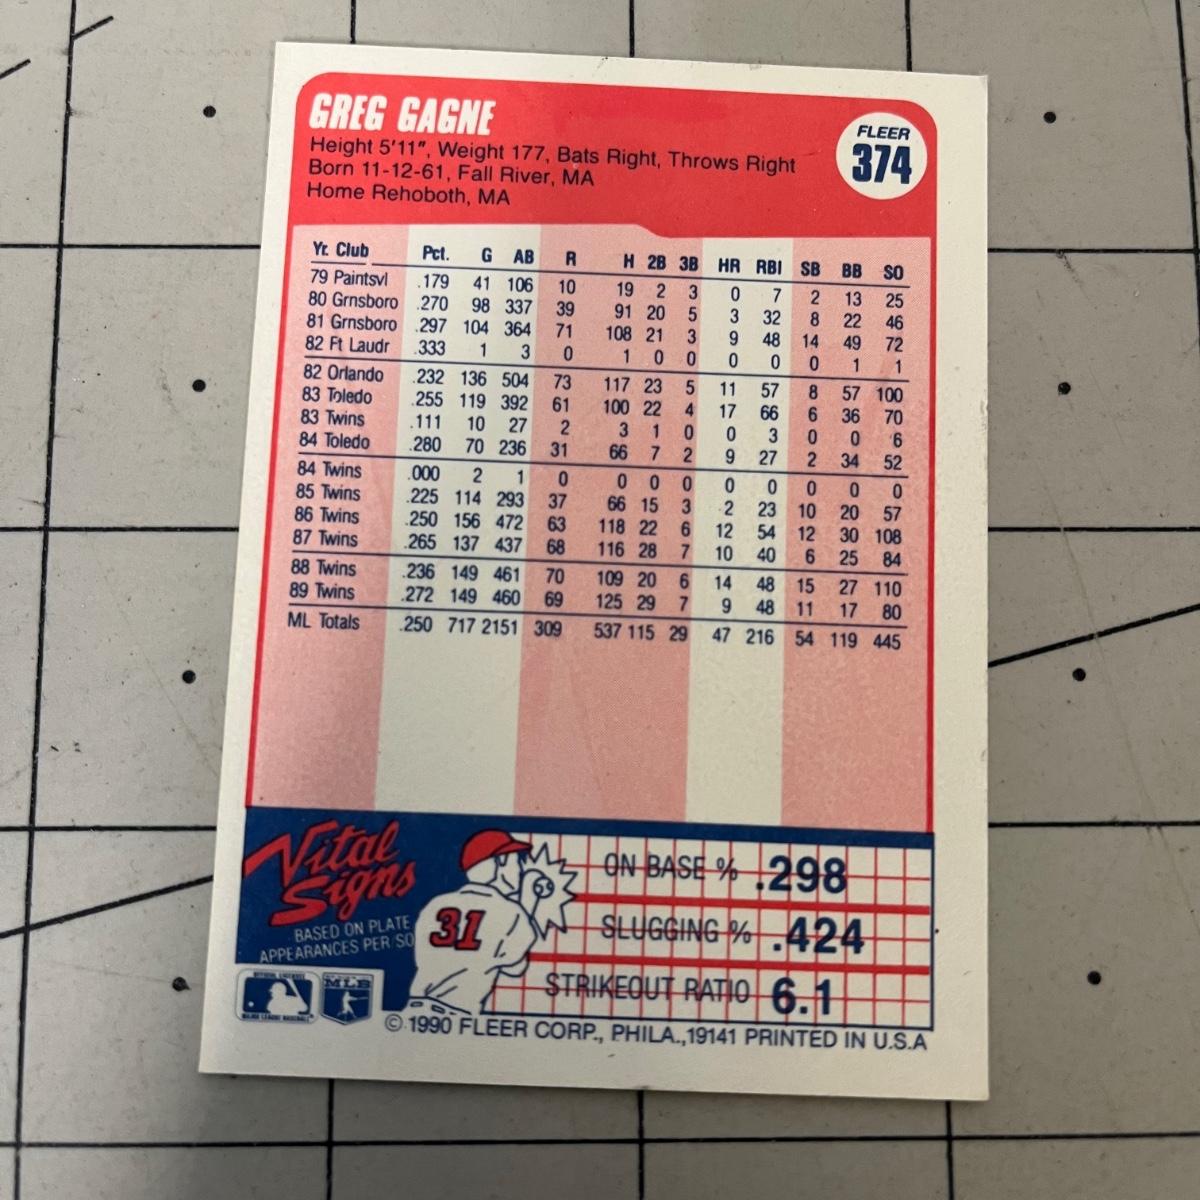 GREG GAGNE
Height 5'11", Weight 177, Bats Right, Throws Right
Born 11-12-61, Fall River, MA
Home Rehoboth, MA
FLEER
374
Yr. Club Pct. G AB R H 2B 3B HR RBI SB BB SO
79 Paintsvl .179 41 106 10 19 2 3 0 7 2 13 25
80 Grnsboro .270 98 337 39 91 20 5 3 32 8 22 46
81 Grnsboro .297 104 364 71 108 21 3 9 48 14 49 72
82 Ft Laudr .333 1 3 0 1 0 0 0 0 0 1 1
82 Orlando .232 136 504 73 117 23 5 11 57 8 57 100
83 Toledo .255 119 392 61 100 22 4 17 66 6 36 70
83 Twins .111 10 27 2 3 1 0 0 3 0 0 6
84 Toledo .280 70 236 31 66 7 2 9 27 2 34 52
84 Twins .000 2 1 0 0 0 0 0 0 0 0 0
85 Twins .225 114 293 37 66 15 3 2 23 10 20 57
86 Twins .250 156 472 63 118 22 6 12 54 12 30 108
87 Twins .265 137 437 68 116 28 7 10 40 6 25 84
88 Twins .236 149 461 70 109 20 6 14 48 15 27 110
89 Twins .272 149 460 69 125 29 7 9 48 11 17 80
ML Totals .250 717 2151 309 537 115 29 47 216 54 119 445
Vital
Signs
BASED ON PLATE
APPEARANCES PER SO
31
ON BASE % .298
SLUGGING % .424
STRIKEOUT RATIO 6.1
MLB
MAJOR LEAGUE BASEBALL
© 1990 FLEER CORP., PHILA.,19141 PRINTED IN U.S.A